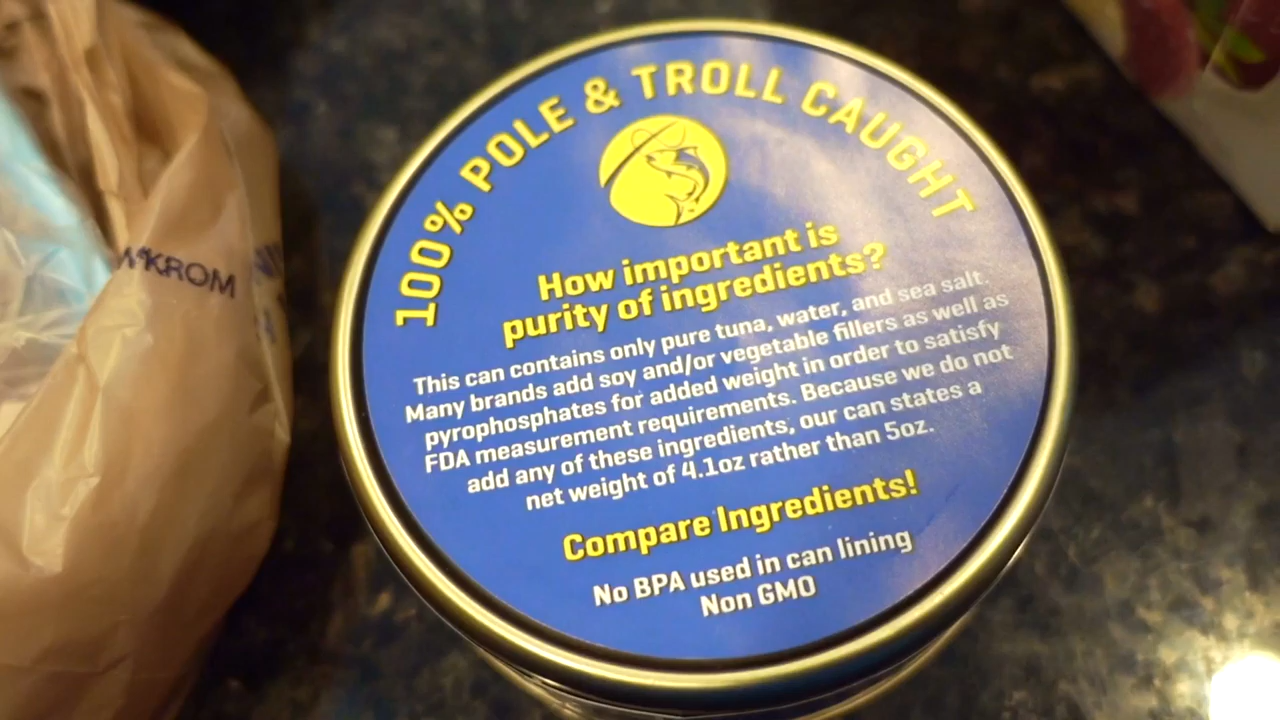 100% POLE & TROLL CAUGHT
How important is
purity of ingredients?
This can contains only pure tuna, water, and sea salt.
Many brands add soy and/or vegetable fillers as well as
pyrophosphates for added weight in order to satisfy
FDA measurement requirements. Because we do not
add any of these ingredients, our can states a
net weight of 4.1oz rather than 5oz.
Compare Ingredients!
No BPA used in can lining
Non GMO